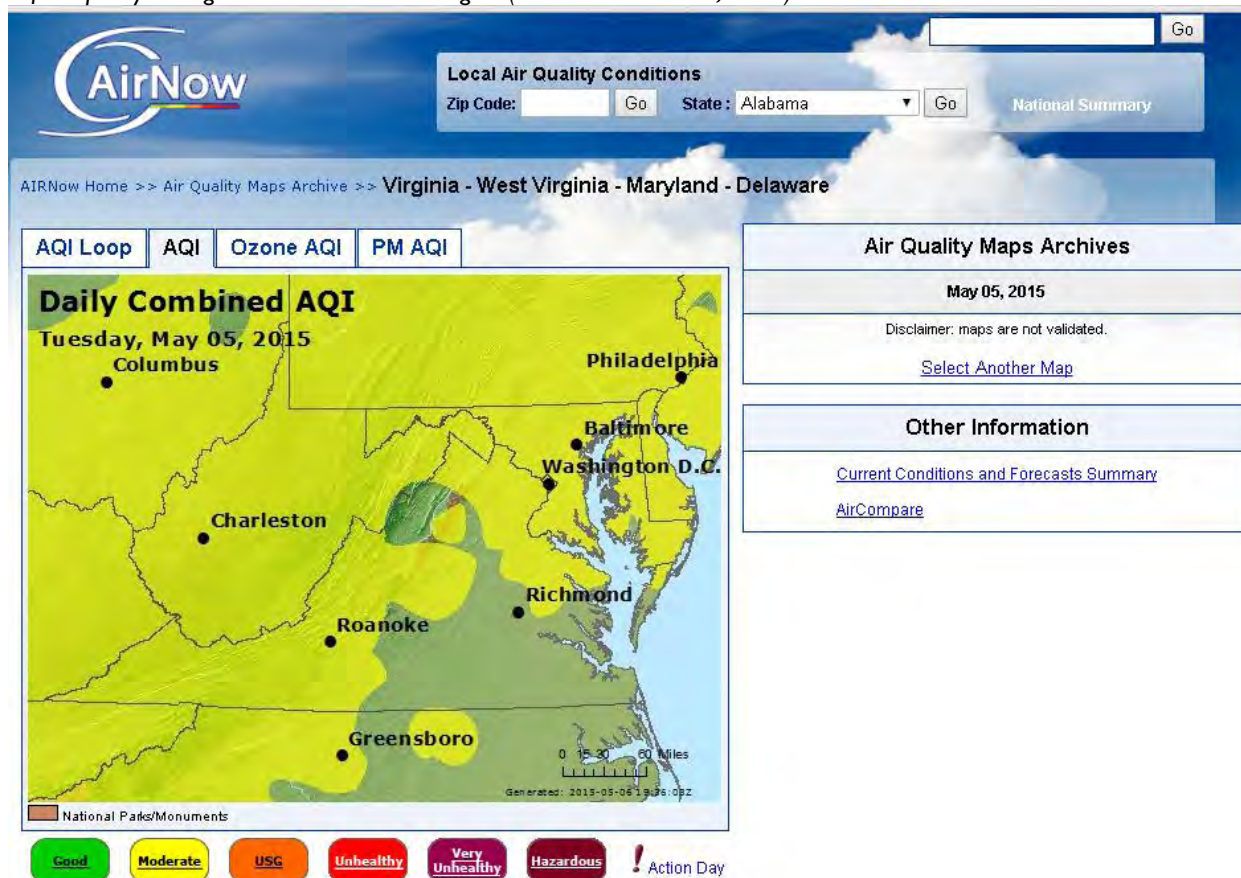 Go
AirNow
Local Air Quality Conditions
Zip Code: Go State : Alabama Go National Summary
AIRNow Home >> Air Quality Maps Archive >> Virginia - West Virginia - Maryland - Delaware
AQI Loop AQI Ozone AQI PM AQI
Daily Combined AQI
Tuesday, May 05, 2015
Columbus
Philadelphia
Baltimore
Washington D.C.
Charleston
Richmond
Roanoke
Greensboro
0 15 30 60 Miles
Generated: 2015-05-06
National Parks/Monuments
Good Moderate USG Unhealthy Very Unhealthy Hazardous ! Action Day
Air Quality Maps Archives
May 05, 2015
Disclaimer: maps are not validated.
Select Another Map
Other Information
Current Conditions and Forecasts Summary
AirCompare